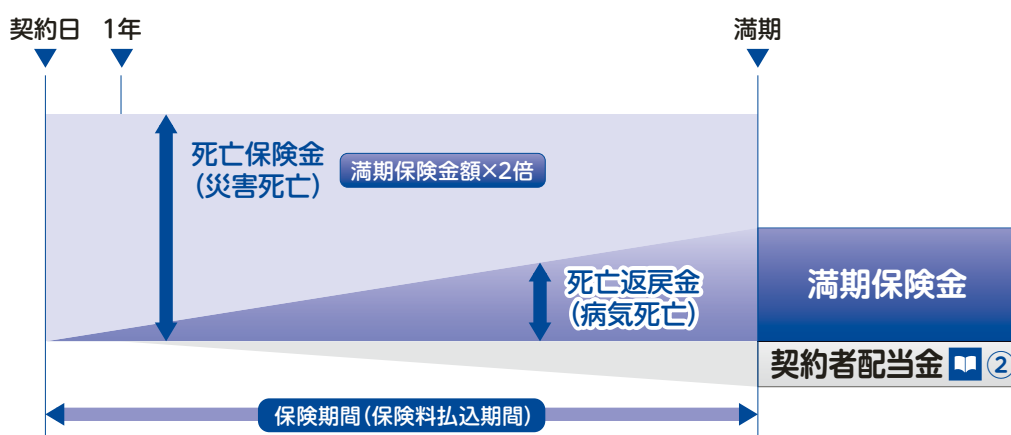 契約日 1年 満期
死亡保険金
(災害死亡)
満期保険金額×2倍
死亡返戻金
(病気死亡)
満期保険金
契約者配当金 ②
保険期間(保険料払込期間)